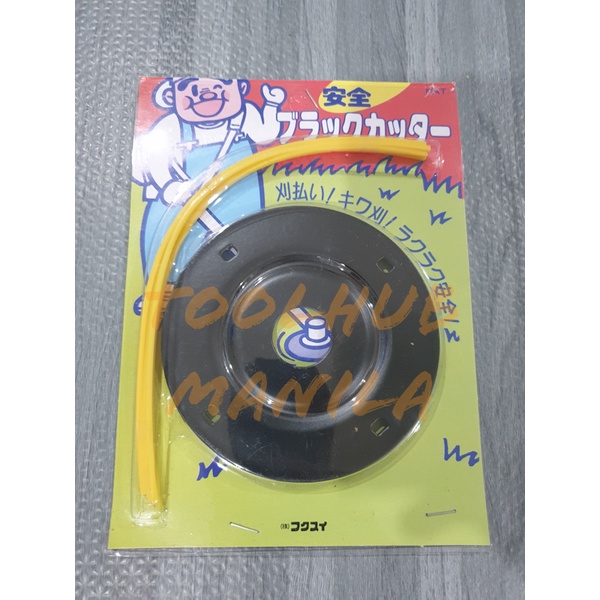 安全
ブラックカッター
刈払い!キワ刈!ラクラク安全!
TOOLHUB
MANILA
(株)フクスイ